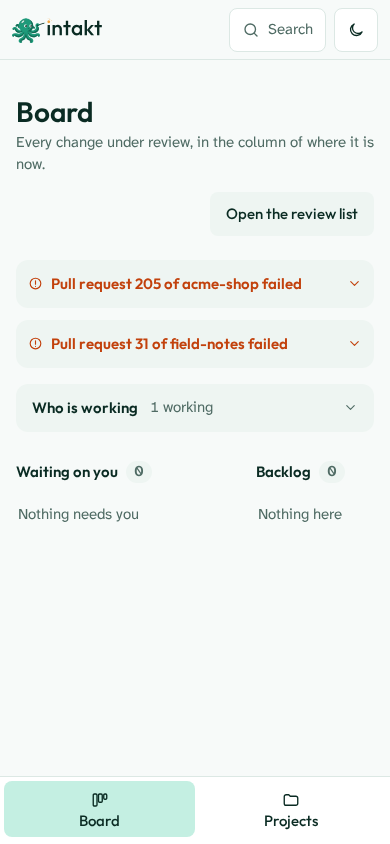 intakt
Search
Board
Every change under review, in the column of where it is
now.
Open the review list
Pull request 205 of acme-shop failed
Pull request 31 of field-notes failed
Who is working 1 working
Waiting on you 0
Backlog 0
Nothing needs you
Nothing here
Board
Projects